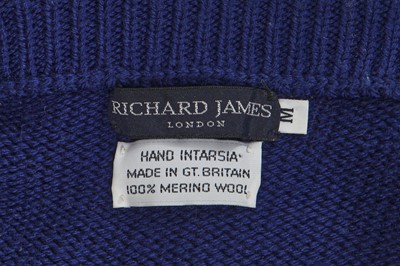 RICHARD JAMES
LONDON
M
HAND INTARSIA
MADE IN GT. BRITAIN
100% MERINO WOOL